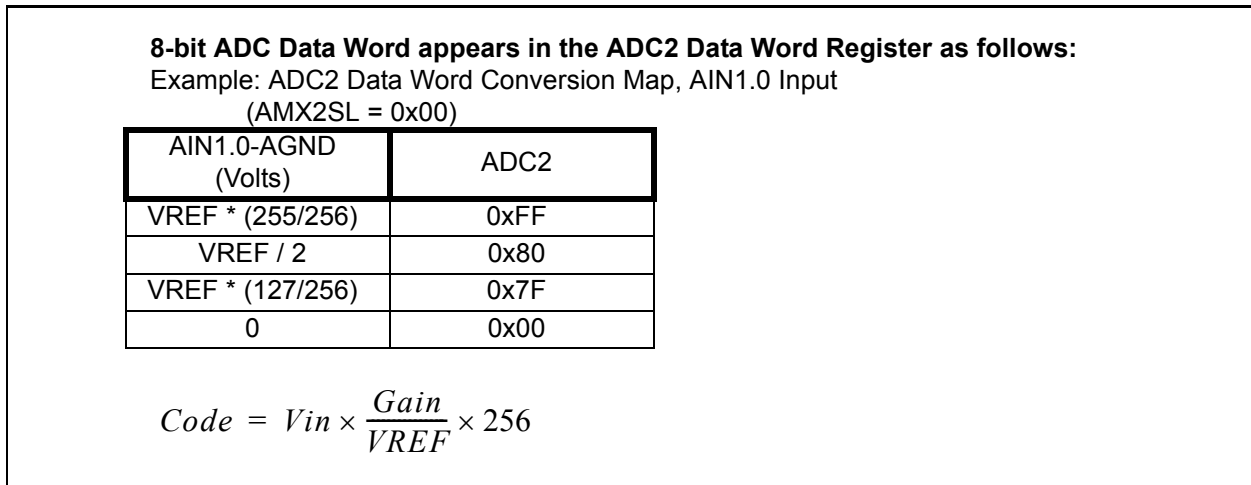 8-bit ADC Data Word appears in the ADC2 Data Word Register as follows:
Example: ADC2 Data Word Conversion Map, AIN1.0 Input
(AMX2SL = 0x00)
AIN1.0-AGND
(Volts)
ADC2
VREF * (255/256)
0xFF
VREF / 2
0x80
VREF * (127/256)
0x7F
0
0x00
Code = Vin × Gain/VREF × 256